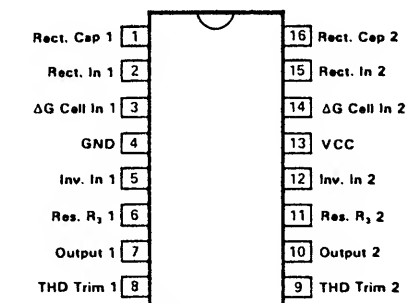 Rect. Cap 1 1 16 Rect. Cap 2
Rect. In 1 2 15 Rect. In 2
ΔG Cell In 1 3 14 ΔG Cell In 2
GND 4 13 VCC
Inv. In 1 5 12 Inv. In 2
Res. R₃ 1 6 11 Res. R₃ 2
Output 1 7 10 Output 2
THD Trim 1 8 9 THD Trim 2